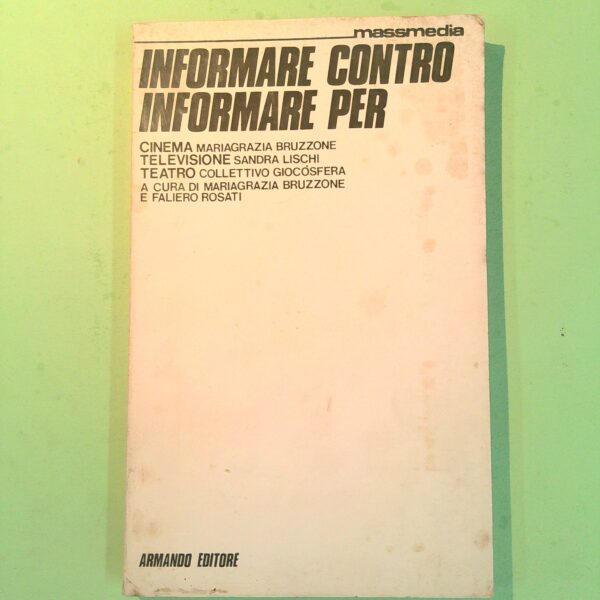 massmedia
INFORMARE CONTRO
INFORMARE PER
CINEMA MARIAGRAZIA BRUZZONE
TELEVISIONE SANDRA LISCHI
TEATRO COLLETTIVO GIOCÓSFERA
A CURA DI MARIAGRAZIA BRUZZONE
E FALIERO ROSATI
ARMANDO EDITORE